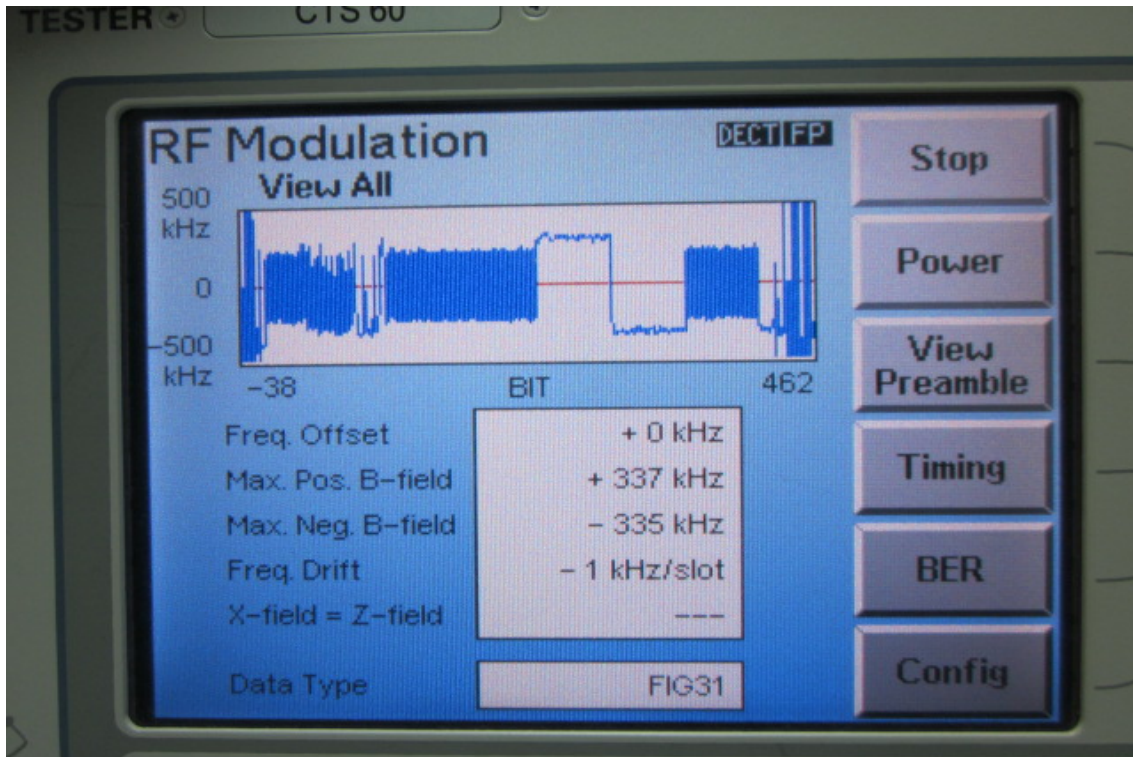 TESTER CTS 60
RF Modulation DECT FP
View All
500
kHz
0
-500
kHz
-38 BIT 462
Freq. Offset + 0 kHz
Max. Pos. B-field + 337 kHz
Max. Neg. B-field - 335 kHz
Freq. Drift - 1 kHz/slot
X-field = Z-field ---
Data Type FIG31
Stop
Power
View
Preamble
Timing
BER
Config